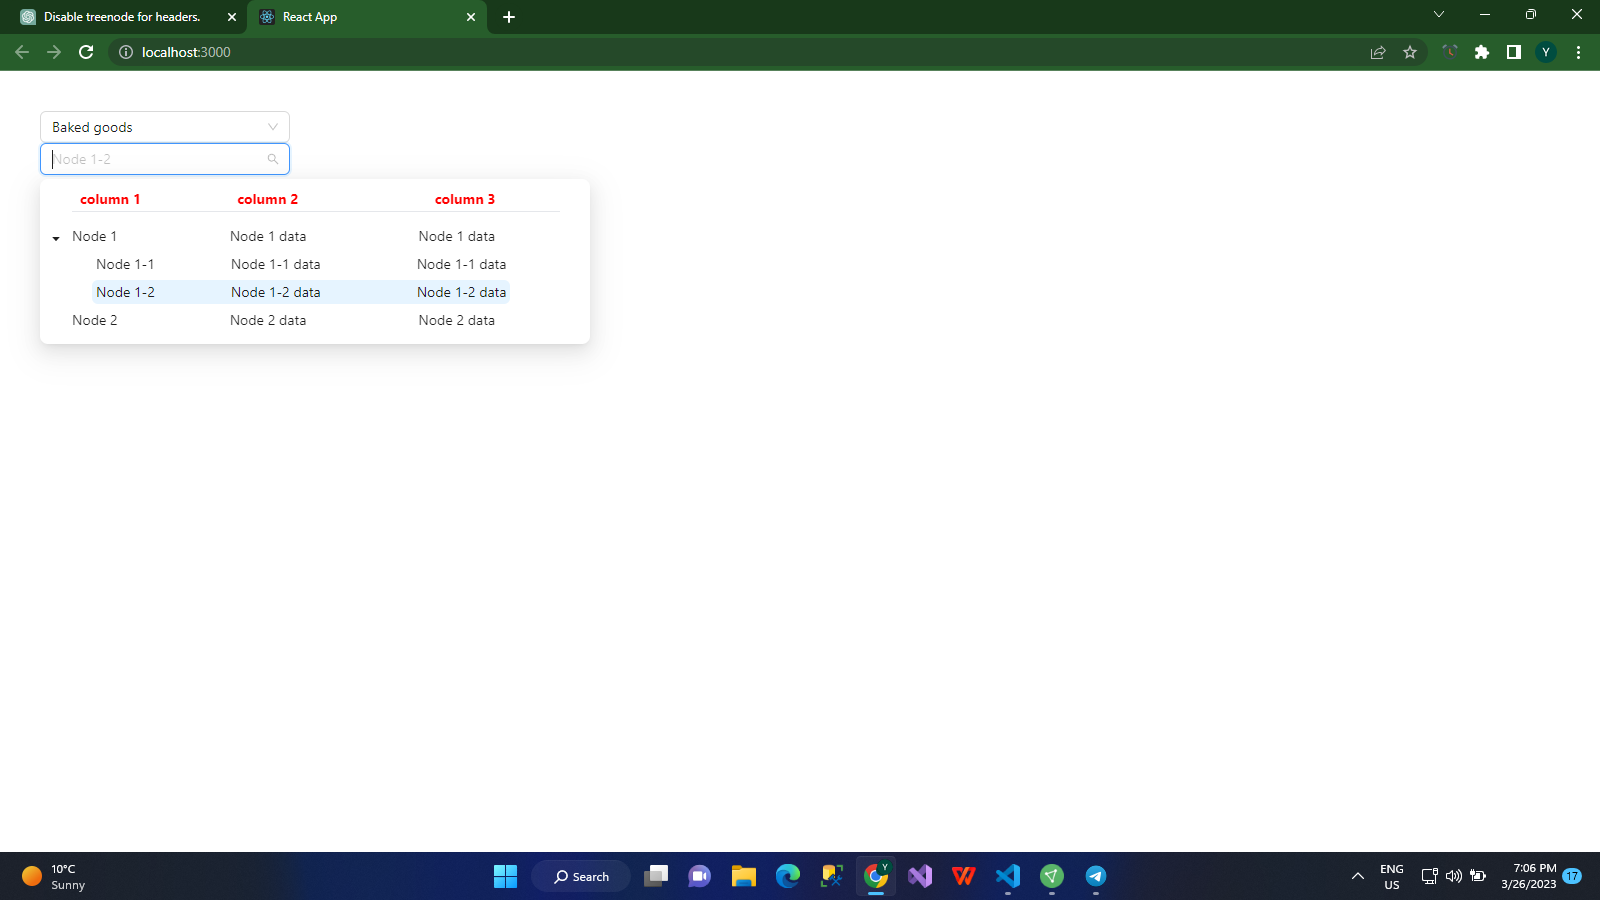 Disable treenode for headers.
React App
localhost:3000
Y
Baked goods
Node 1-2
column 1 column 2 column 3
Node 1 Node 1 data Node 1 data
Node 1-1 Node 1-1 data Node 1-1 data
Node 1-2 Node 1-2 data Node 1-2 data
Node 2 Node 2 data Node 2 data
10°C
Sunny
Search
Y
ENG
US
7:06 PM
3/26/2023
17